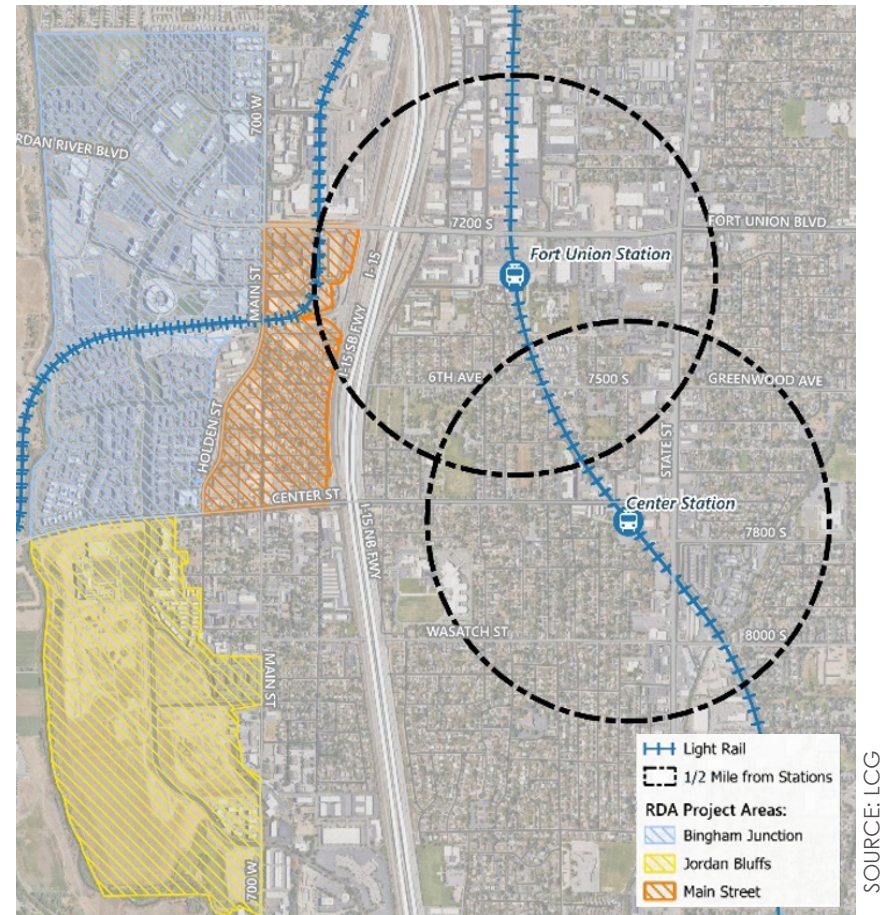 700 W
RDAN RIVER BLVD
7200 S
FORT UNION BLVD
Fort Union Station
I- 15
MAIN ST
I-15 SB FWY
6TH AVE
7500 S
GREENWOOD AVE
HOLDEN ST
STATE ST
CENTER ST
Center Station
I-15 NB FWY
7800 S
WASATCH ST
8000 S
MAIN ST
700 W
Light Rail
1/2 Mile from Stations
RDA Project Areas:
Bingham Junction
Jordan Bluffs
Main Street
SOURCE: LCG